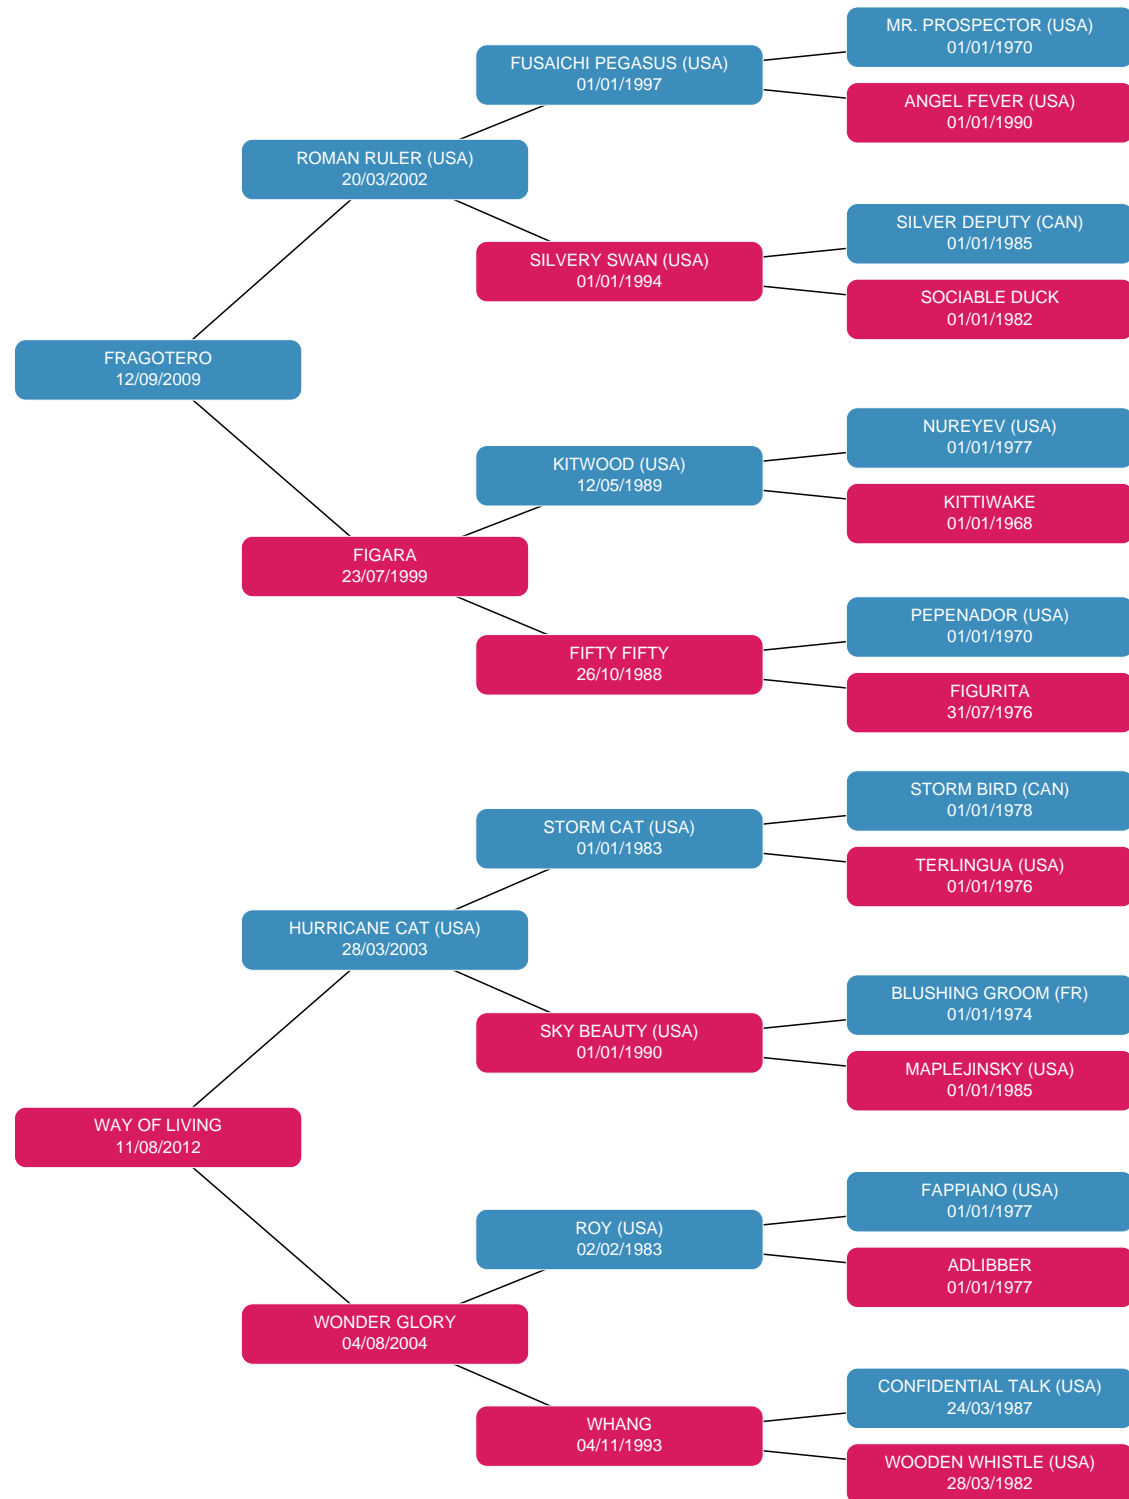 MR. PROSPECTOR (USA)
01/01/1970
FUSAICHI PEGASUS (USA)
01/01/1997
ANGEL FEVER (USA)
01/01/1990
ROMAN RULER (USA)
20/03/2002
SILVER DEPUTY (CAN)
01/01/1985
SILVERY SWAN (USA)
01/01/1994
SOCIABLE DUCK
01/01/1982
FRAGOTERO
12/09/2009
NUREYEV (USA)
01/01/1977
KITWOOD (USA)
12/05/1989
KITTIWAKE
01/01/1968
FIGARA
23/07/1999
PEPENADOR (USA)
01/01/1970
FIFTY FIFTY
26/10/1988
FIGURITA
31/07/1976
STORM BIRD (CAN)
01/01/1978
STORM CAT (USA)
01/01/1983
TERLINGUA (USA)
01/01/1976
HURRICANE CAT (USA)
28/03/2003
BLUSHING GROOM (FR)
01/01/1974
SKY BEAUTY (USA)
01/01/1990
MAPLEJINSKY (USA)
01/01/1985
WAY OF LIVING
11/08/2012
FAPPIANO (USA)
01/01/1977
ROY (USA)
02/02/1983
ADLIBBER
01/01/1977
WONDER GLORY
04/08/2004
CONFIDENTIAL TALK (USA)
24/03/1987
WHANG
04/11/1993
WOODEN WHISTLE (USA)
28/03/1982